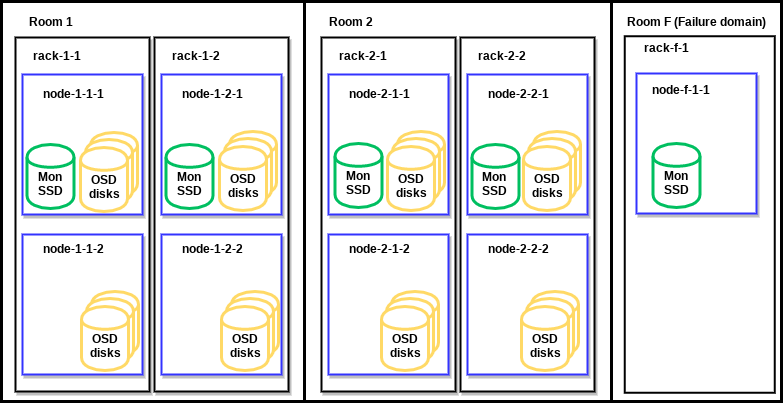 Room 1
rack-1-1
node-1-1-1
Mon
SSD
OSD
disks
node-1-1-2
OSD
disks
rack-1-2
node-1-2-1
Mon
SSD
OSD
disks
node-1-2-2
OSD
disks
Room 2
rack-2-1
node-2-1-1
Mon
SSD
OSD
disks
node-2-1-2
OSD
disks
rack-2-2
node-2-2-1
Mon
SSD
OSD
disks
node-2-2-2
OSD
disks
Room F (Failure domain)
rack-f-1
node-f-1-1
Mon
SSD